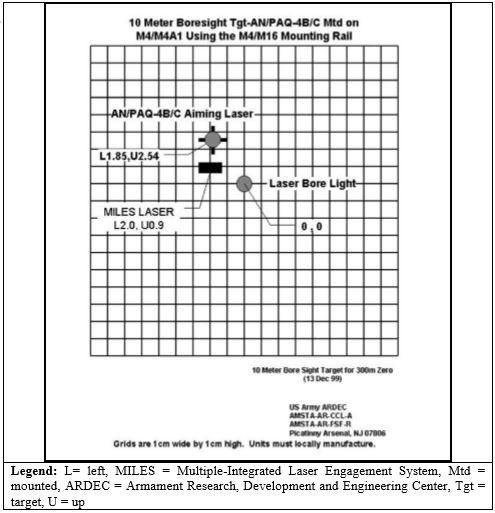 10 Meter Boresight Tgt-AN/PAQ-4B/C Mtd on
M4/M4A1 Using the M4/M16 Mounting Rail
AN/PAQ-4B/C Aiming Laser
L1.85,U2.54
Laser Bore Light
MILES LASER
L2.0, U0.9
0,0
10 Meter Bore Sight Target for 300m Zero
(13 Dec 99)
US Army ARDEC
AMSTA-AR-CCL-A
AMSTA-AR-FSF-R
Picatinny Arsenal, NJ 07806
Grids are 1cm wide by 1cm high. Units must locally manufacture.
Legend: L= left, MILES = Multiple-Integrated Laser Engagement System, Mtd =
mounted, ARDEC = Armament Research, Development and Engineering Center, Tgt =
target, U = up